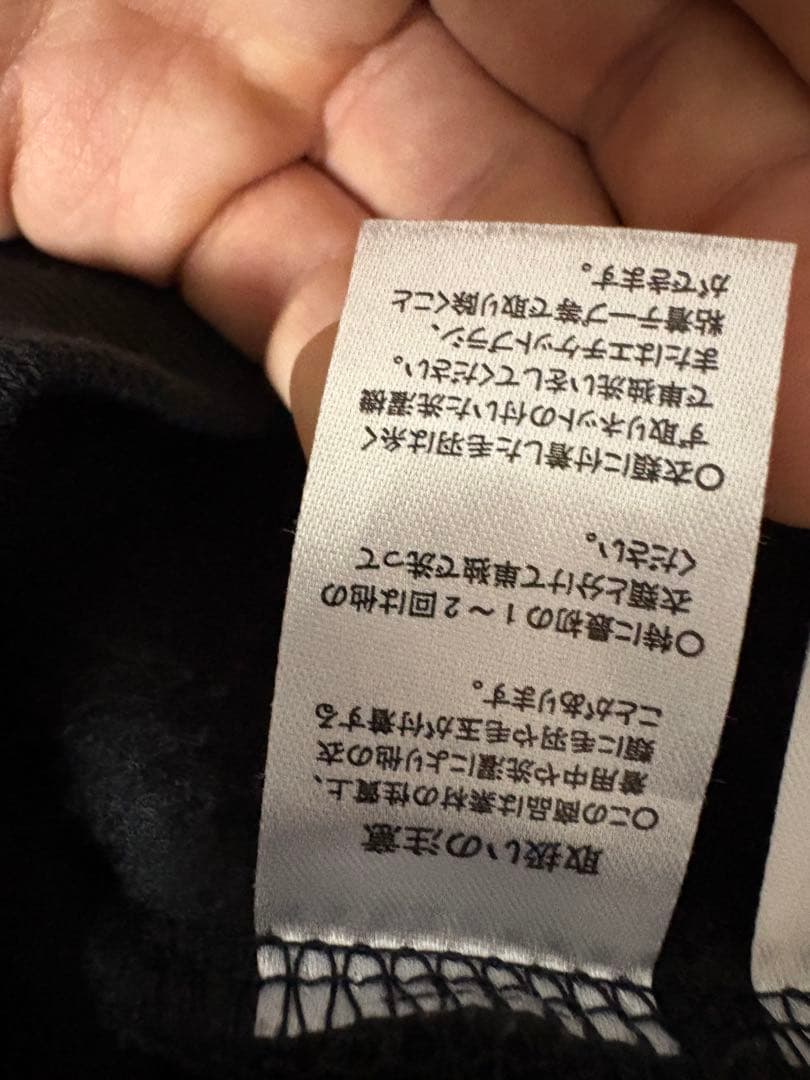 取扱いの注意
○この商品は素材の性質上、
着用中や洗濯により他の衣
類に毛羽や毛玉が付着する
ことがあります。
○特に最初の1〜2回は他の
衣類と分けて単独で洗って
ください。
○衣類に付着した毛羽は糸く
ず取りネットの付いた洗濯機
で単独洗いをしてください。
またはエチケットブラシ、
粘着テープ等で取り除くこと
ができます。